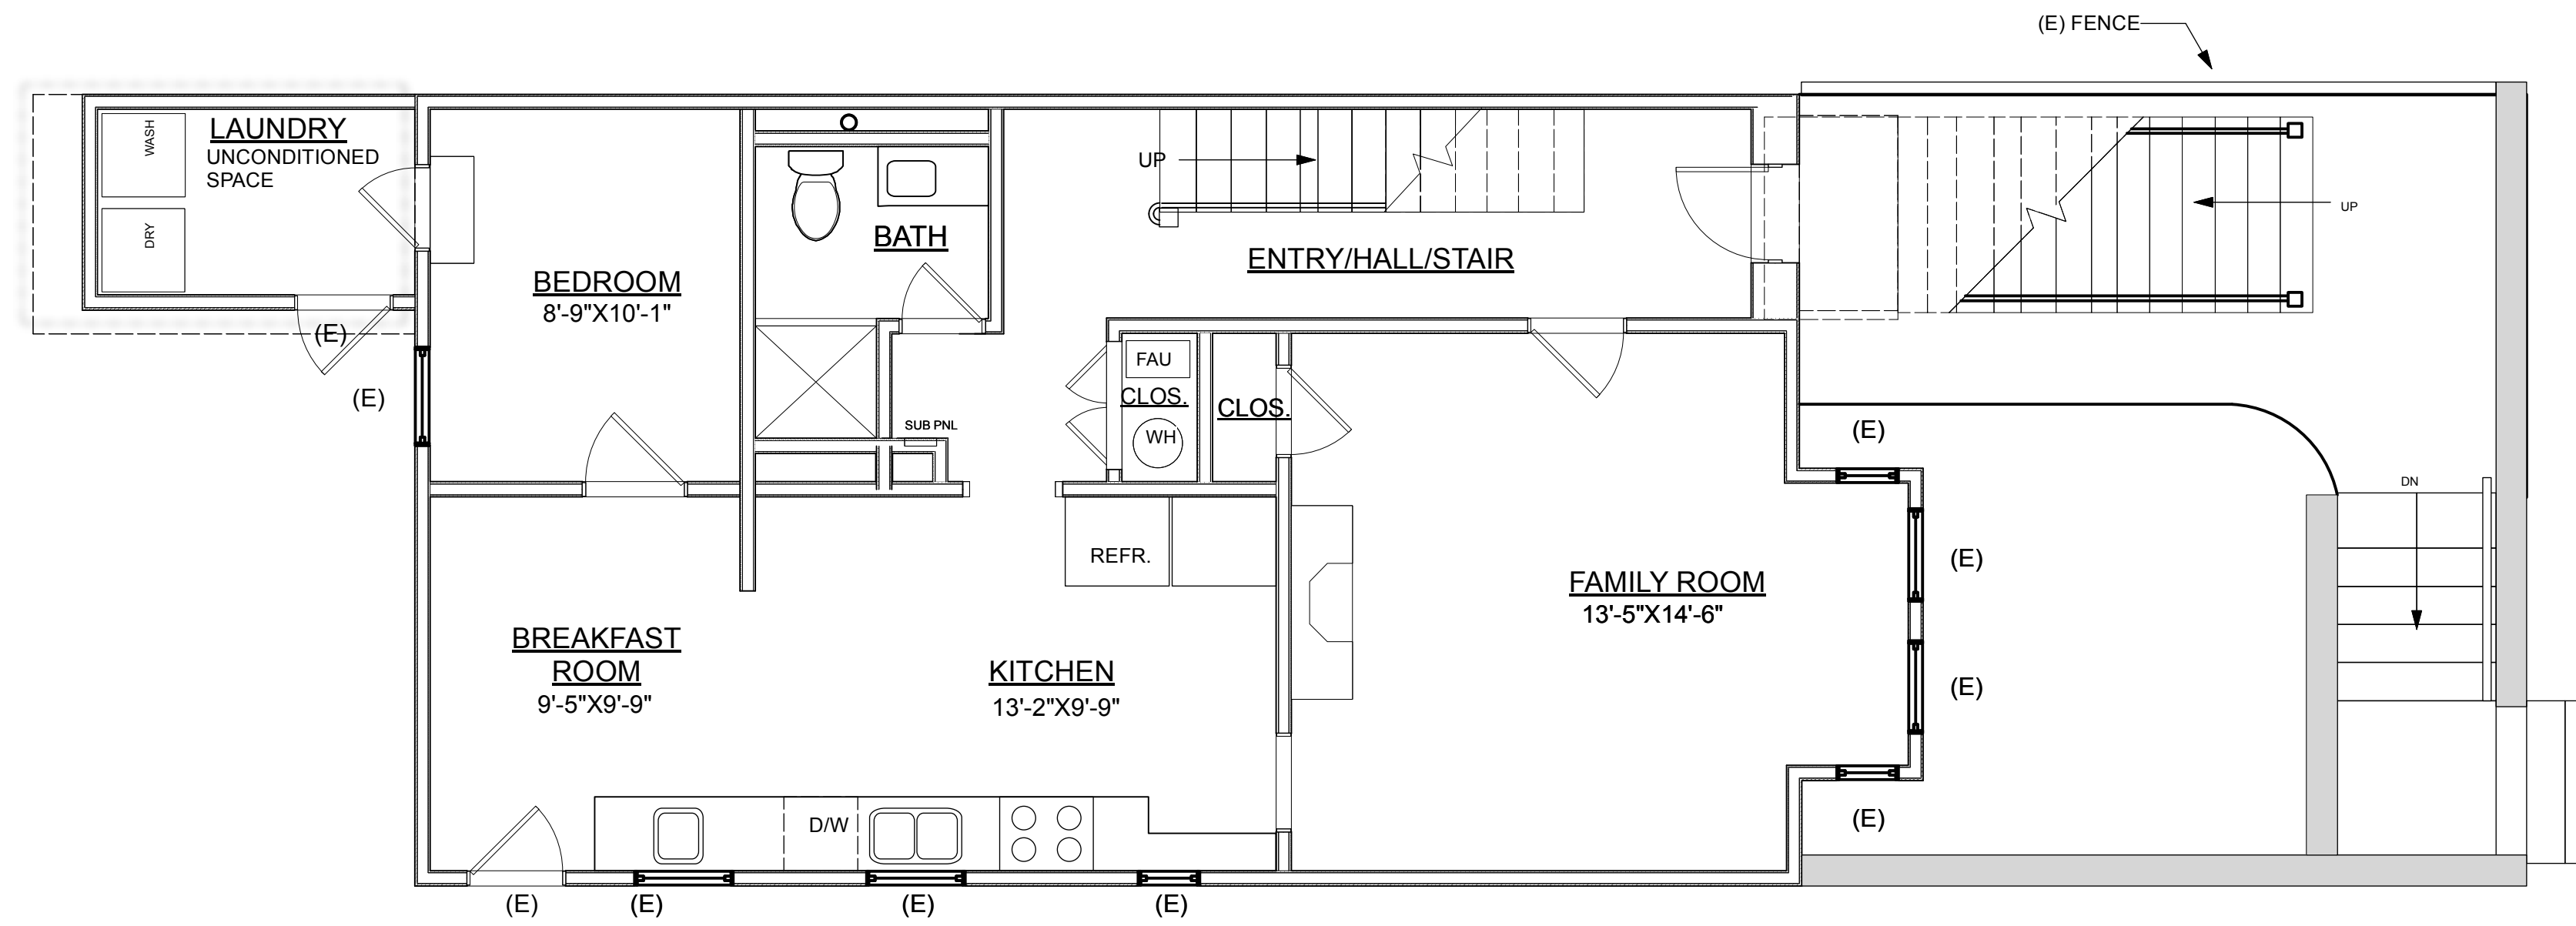 (E) FENCE
WASH
LAUNDRY
UNCONDITIONED
SPACE
DRY
(E)
(E)
BEDROOM
8'-9"X10'-1"
BATH
UP
ENTRY/HALL/STAIR
UP
FAU
CLOS.
WH
CLOS.
SUB PNL
(E)
DN
REFR.
(E)
FAMILY ROOM
13'-5"X14'-6"
BREAKFAST
ROOM
9'-5"X9'-9"
KITCHEN
13'-2"X9'-9"
(E)
D/W
(E)
(E)
(E)
(E)
(E)